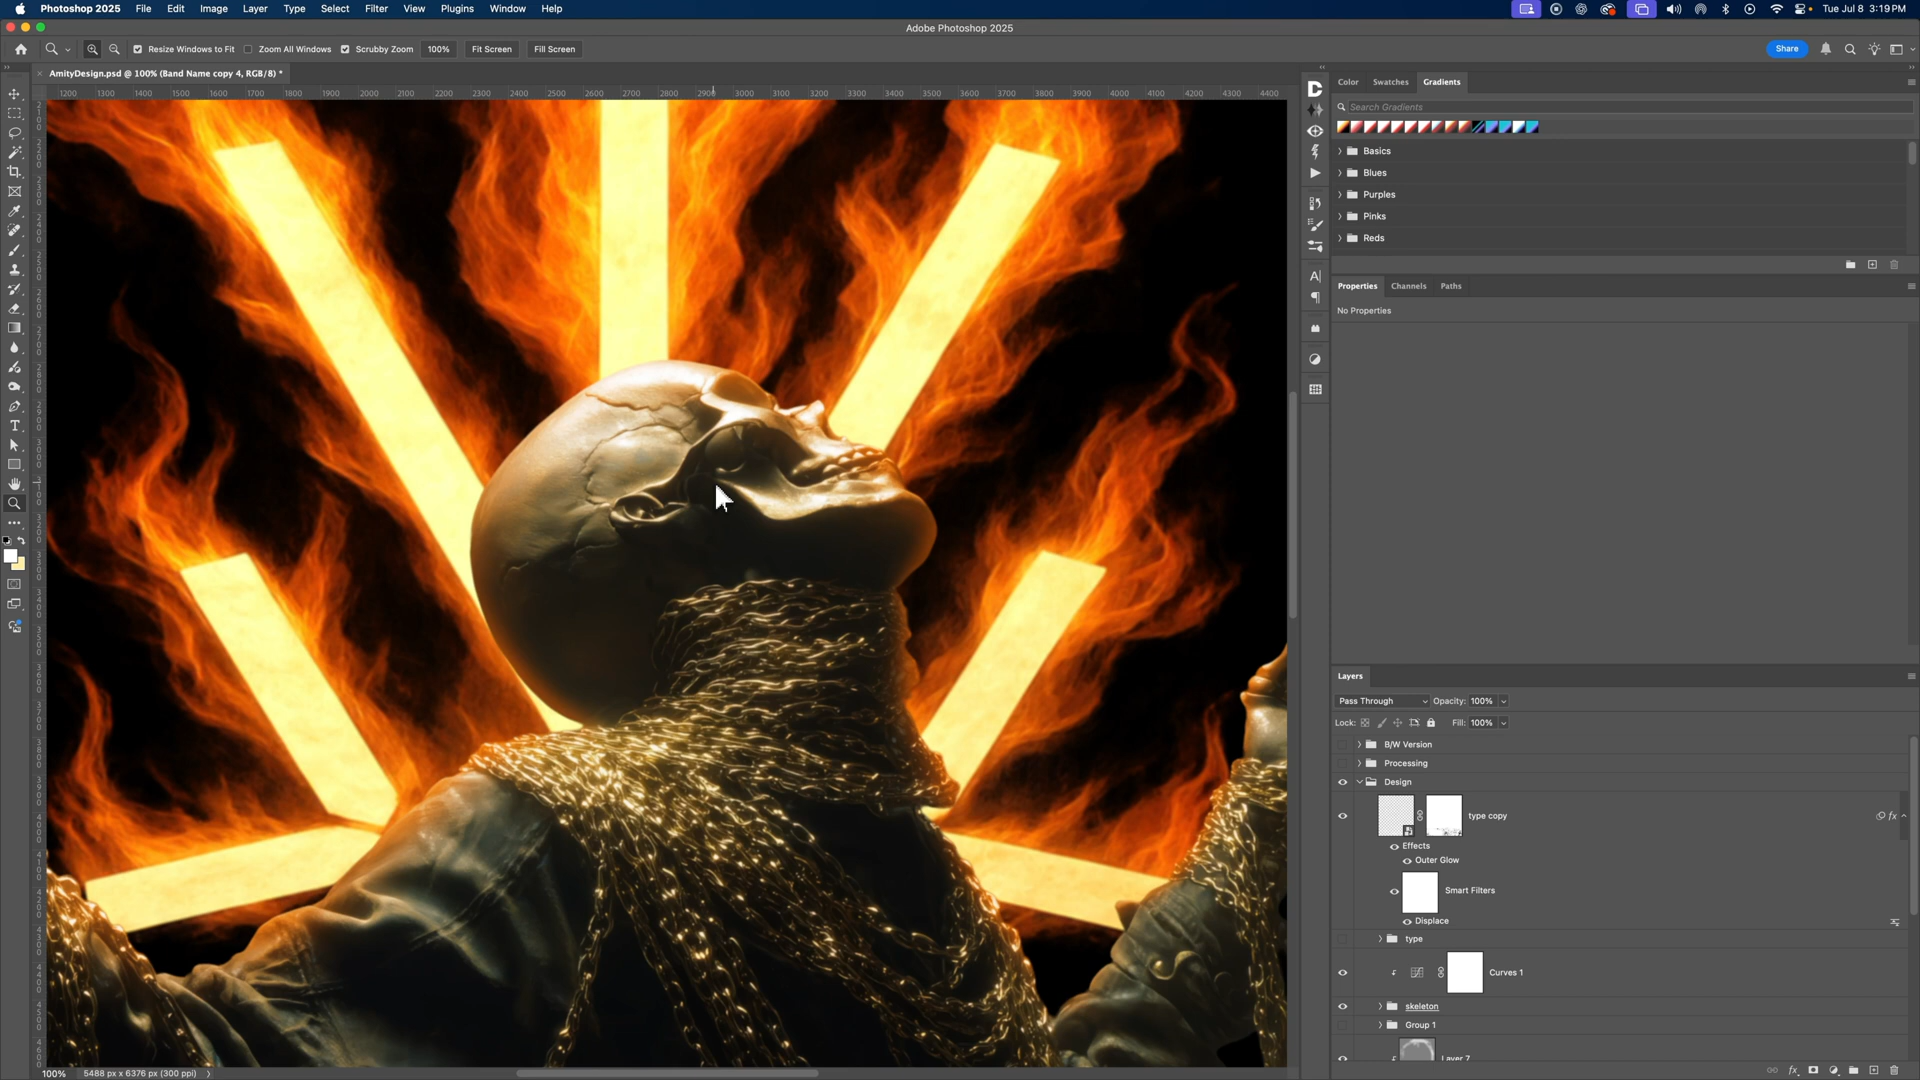 Photoshop 2025 File Edit Image Layer Type Select Filter View Plugins Window Help Tue Jul 8 3:19 PM
Adobe Photoshop 2025
Resize Windows to Fit Zoom All Windows Scrubby Zoom 100% Fit Screen Fill Screen Share
AmityDesign.psd @ 100% (Band Name copy 4, RGB/8) *
1200 1300 1400 1500 1600 1700 1800 1900 2000 2100 2200 2300 2400 2500 2600 2700 2800 2900 3000 3100 3200 3300 3400 3500 3600 3700 3800 3900 4000 4100 4200 4300 4400
Color Swatches Gradients
Search Gradients
Basics
Blues
Purples
Pinks
Reds
Properties Channels Paths
No Properties
Layers
Pass Through Opacity: 100%
Lock: Fill: 100%
B/W Version
Processing
Design
type copy
fx
Effects
Outer Glow
Smart Filters
Displace
type
Curves 1
skeleton
Group 1
Layer 7
fx
100% 5488 px x 6376 px (300 ppi)